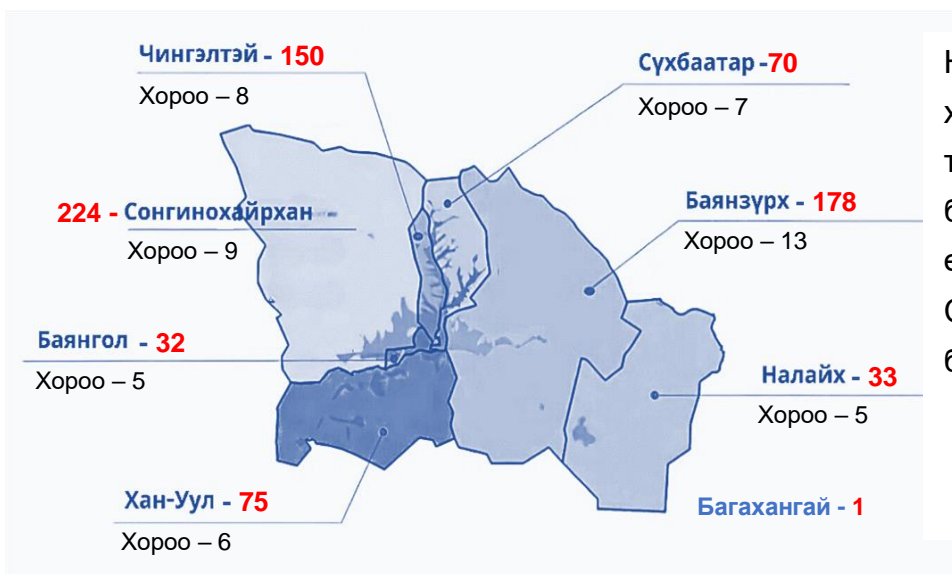 Чингэлтэй - 150
Хороо – 8
Сүхбаатар -70
Хороо – 7
224 - Сонгинохайрхан
Хороо – 9
Баянзүрх - 178
Хороо – 13
Баянгол - 32
Хороо – 5
Налайх - 33
Хороо – 5
Хан-Уул - 75
Хороо – 6
Багахангай - 1